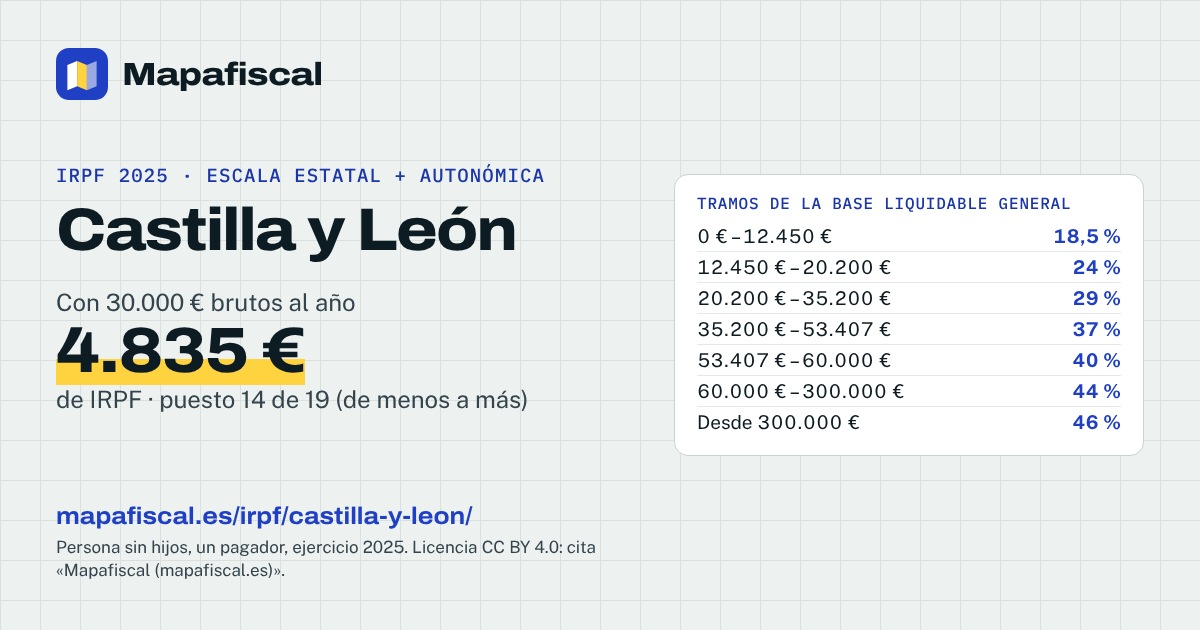 Mapafiscal
IRPF 2025 · ESCALA ESTATAL + AUTONÓMICA
Castilla y León
Con 30.000 € brutos al año
4.835 €
de IRPF · puesto 14 de 19 (de menos a más)
TRAMOS DE LA BASE LIQUIDABLE GENERAL
0 € – 12.450 € 18,5 %
12.450 € – 20.200 € 24 %
20.200 € – 35.200 € 29 %
35.200 € – 53.407 € 37 %
53.407 € – 60.000 € 40 %
60.000 € – 300.000 € 44 %
Desde 300.000 € 46 %
mapafiscal.es/irpf/castilla-y-leon/
Persona sin hijos, un pagador, ejercicio 2025. Licencia CC BY 4.0: cita
«Mapafiscal (mapafiscal.es)».